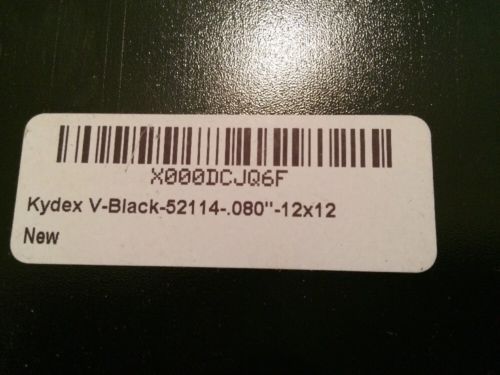 X000DCJQ6F
Kydex V-Black-52114-.080"-12x12
New